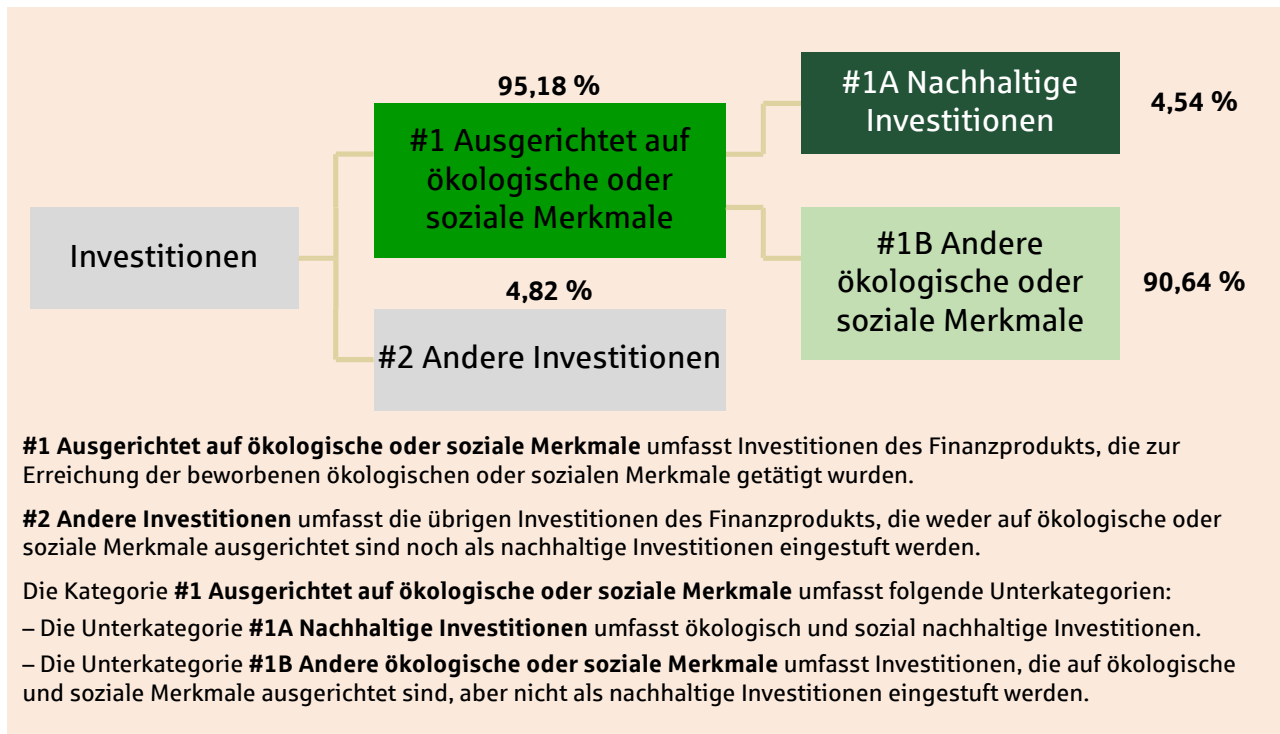 95,18 %
#1 Ausgerichtet auf
ökologische oder
soziale Merkmale
#1A Nachhaltige
Investitionen
4,54 %
Investitionen
#1B Andere
ökologische oder
soziale Merkmale
90,64 %
4,82 %
#2 Andere Investitionen
#1 Ausgerichtet auf ökologische oder soziale Merkmale umfasst Investitionen des Finanzprodukts, die zur
Erreichung der beworbenen ökologischen oder sozialen Merkmale getätigt wurden.
#2 Andere Investitionen umfasst die übrigen Investitionen des Finanzprodukts, die weder auf ökologische oder
soziale Merkmale ausgerichtet sind noch als nachhaltige Investitionen eingestuft werden.
Die Kategorie #1 Ausgerichtet auf ökologische oder soziale Merkmale umfasst folgende Unterkategorien:
– Die Unterkategorie #1A Nachhaltige Investitionen umfasst ökologisch und sozial nachhaltige Investitionen.
– Die Unterkategorie #1B Andere ökologische oder soziale Merkmale umfasst Investitionen, die auf ökologische
und soziale Merkmale ausgerichtet sind, aber nicht als nachhaltige Investitionen eingestuft werden.